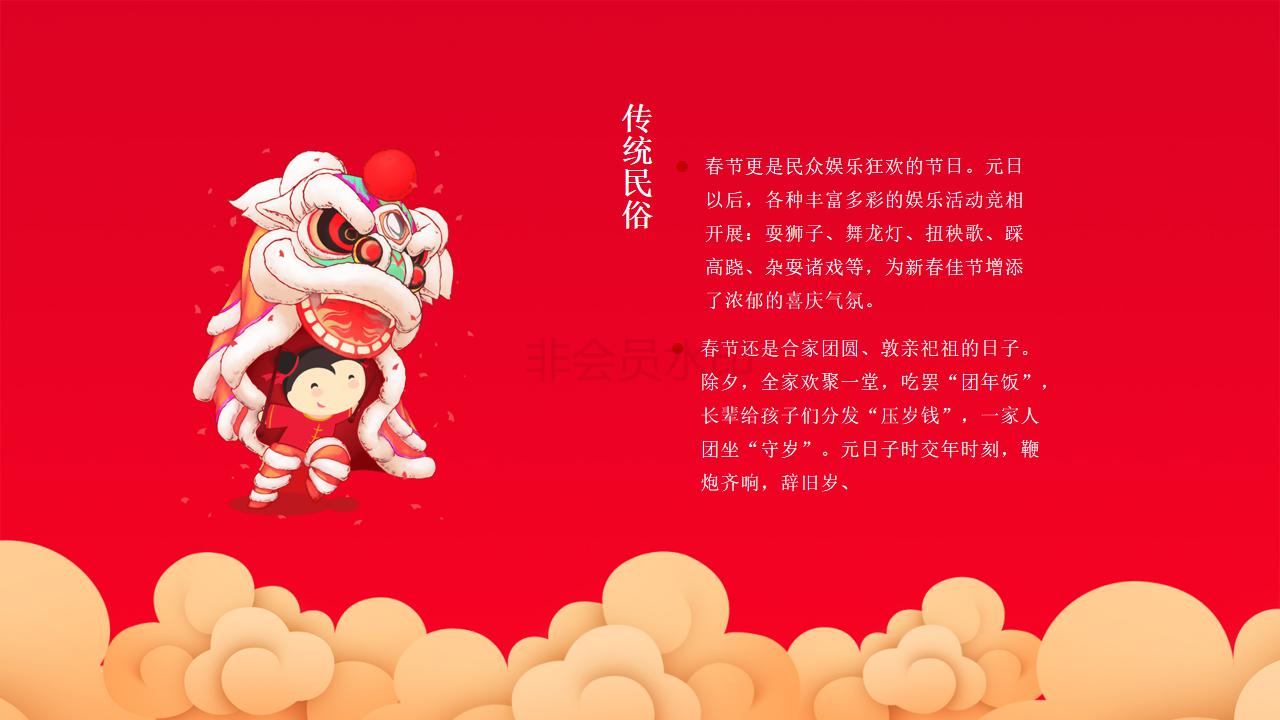 传统民俗
春节更是民众娱乐狂欢的节日。元日
以后，各种丰富多彩的娱乐活动竞相
开展：耍狮子、舞龙灯、扭秧歌、踩
高跷、杂耍诸戏等，为新春佳节增添
了浓郁的喜庆气氛。
春节还是合家团圆、敦亲祀祖的日子。
除夕，全家欢聚一堂，吃罢“团年饭”，
长辈给孩子们分发“压岁钱”，一家人
团坐“守岁”。元日子时交年时刻，鞭
炮齐响，辞旧岁、
非会员水印